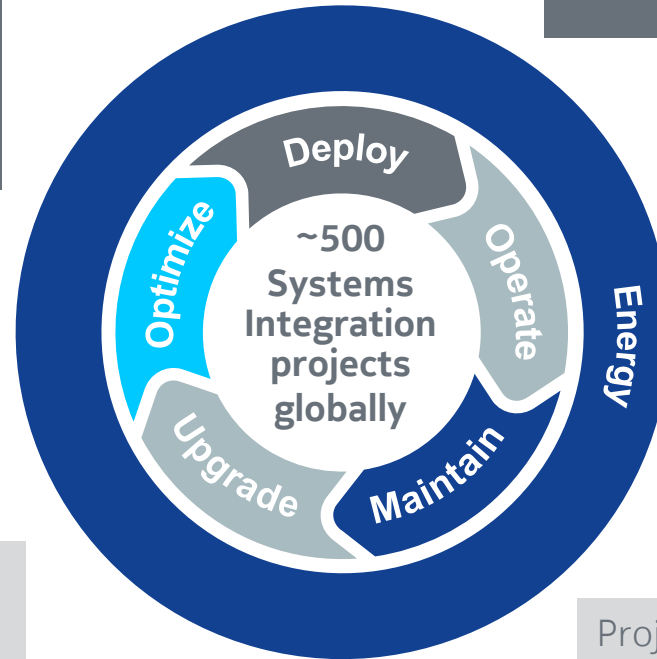 Deploy
Operate
Maintain
Upgrade
Optimize
~500
Systems
Integration
projects
globally
Energy